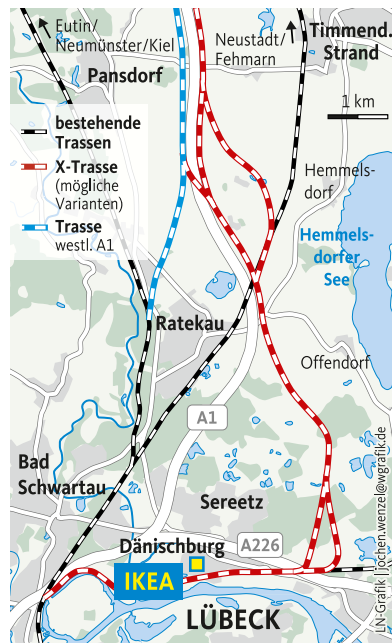 Eutin/
Neumünster/Kiel
Neustadt/
Fehmarn
Timmend.
Strand
Pansdorf
1 km
bestehende
Trassen
X-Trasse
(mögliche
Varianten)
Trasse
westl. A1
Hemmels-
dorf
Hemmels-
dorfer
See
Ratekau
Offendorf
A1
Bad
Schwartau
Sereetz
A226
Dänischburg
IKEA
LÜBECK
LN-Grafik | jochen.wenzel@wgrafik.de